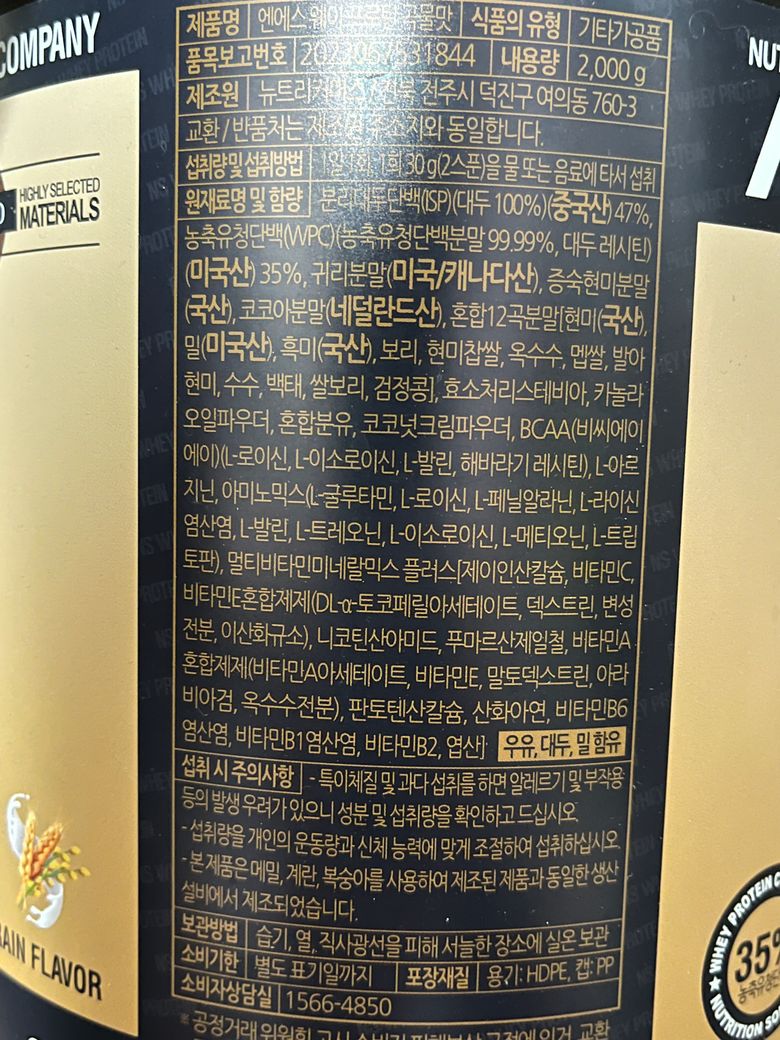 COMPANY
HIGHLY SELECTED
MATERIALS
제품명 엔에스 웨이 곡물맛 식품의 유형 기타가공품
품목보고번호 내용량 2,000 g
제조원 전주시 덕진구 여의동 760-3
교환 / 반품처는 제조원 주소지와 동일합니다.
섭취량 및 섭취방법 1일 1회, 1회 30 g(2스푼)을 물 또는 음료에 타서 섭취
원재료명 및 함량 분리대두단백(ISP)(대두 100%)(중국산) 47%,
농축유청단백(WPC)(농축유청단백분말 99.99%, 대두 레시틴)
(미국산) 35%, 귀리분말(미국/캐나다산), 증숙현미분말
(국산), 코코아분말(네덜란드산), 혼합12곡분말[현미(국산),
밀(미국산), 흑미(국산), 보리, 현미찹쌀, 옥수수, 멥쌀, 발아
현미, 수수, 백태, 쌀보리, 검정콩], 효소처리스테비아, 카놀라
오일파우더, 혼합분유, 코코넛크림파우더, BCAA(비씨에이
에이)(L-로이신, L-이소로이신, L-발린, 해바라기 레시틴), L-아르
지닌, 아미노믹스(L-글루타민, L-로이신, L-페닐알라닌, L-라이신
염산염, L-발린, L-트레오닌, L-이소로이신, L-메티오닌, L-트립
토판), 멀티비타민미네랄믹스 플러스[제이인산칼슘, 비타민C,
비타민E혼합제제(DL-α-토코페릴아세테이트, 덱스트린, 변성
전분, 이산화규소), 니코틴산아미드, 푸마르산제일철, 비타민A
혼합제제(비타민A아세테이트, 비타민E, 말토덱스트린, 아라
비아검, 옥수수전분), 판토텐산칼슘, 산화아연, 비타민B6
염산염, 비타민B1염산염, 비타민B2, 엽산] 우유, 대두, 밀 함유
섭취 시 주의사항 - 특이체질 및 과다 섭취를 하면 알레르기 및 부작용
등의 발생 우려가 있으니 성분 및 섭취량을 확인하고 드십시오.
- 섭취량을 개인의 운동량과 신체 능력에 맞게 조절하여 섭취하십시오.
- 본 제품은 메밀, 계란, 복숭아를 사용하여 제조된 제품과 동일한 생산
설비에서 제조되었습니다.
보관방법 습기, 열, 직사광선을 피해 서늘한 장소에 실온 보관
소비기한 별도 표기일까지 포장재질 용기: HDPE, 캡: PP
소비자상담실 1566-4850
RAIN FLAVOR
NUT
WHEY PROTEIN C
35%
농축유청단
NUTRITION SO